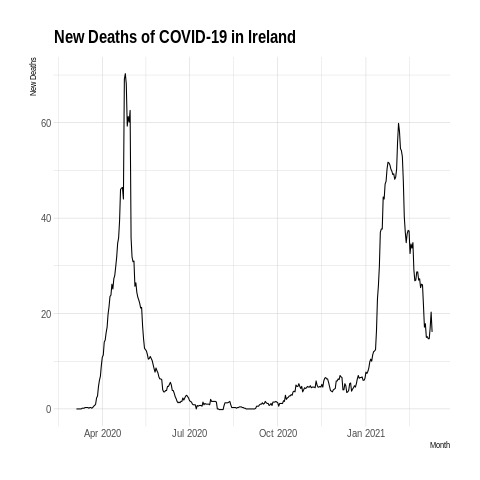 New Deaths of COVID-19 in Ireland
New Deaths
60
40
20
0
Apr 2020 Jul 2020 Oct 2020 Jan 2021
Month